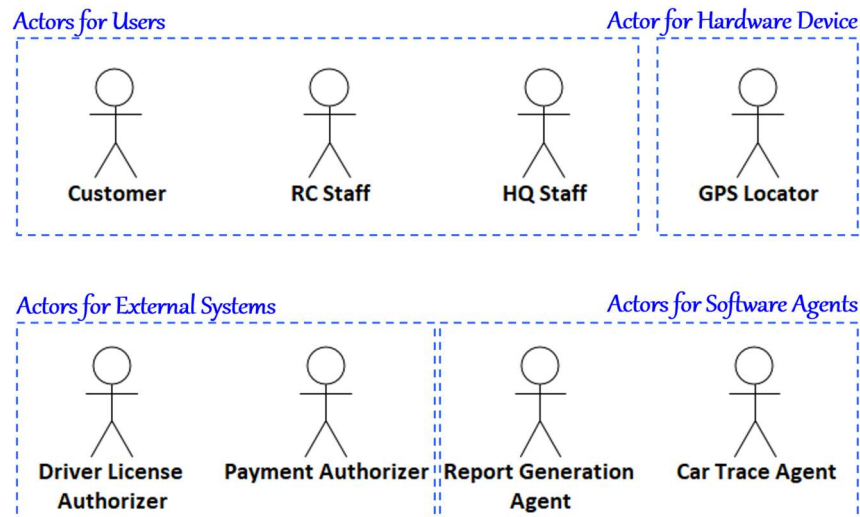 Actors for Users
Actor for Hardware Device
Customer
RC Staff
HQ Staff
GPS Locator
Actors for External Systems
Actors for Software Agents
Driver License
Authorizer
Payment Authorizer
Report Generation
Agent
Car Trace Agent